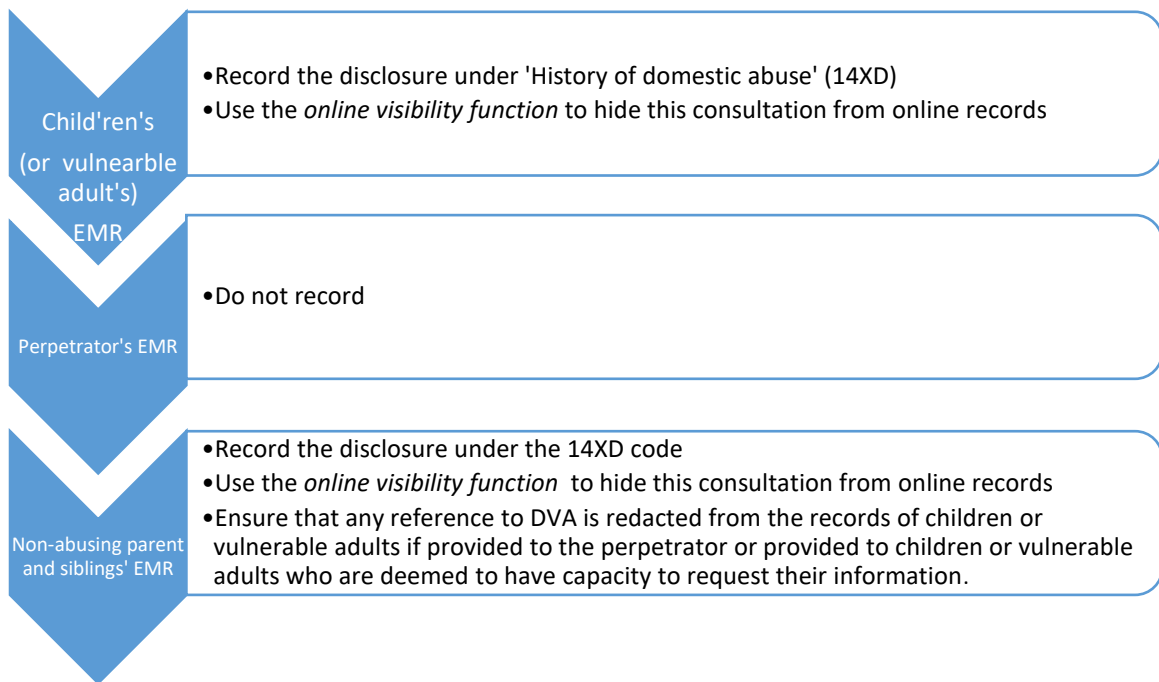 Child'ren's
(or vulnearble
adult's)
EMR
•Record the disclosure under 'History of domestic abuse' (14XD)
•Use the online visibility function to hide this consultation from online records
Perpetrator's EMR
•Do not record
Non-abusing parent
and siblings' EMR
•Record the disclosure under the 14XD code
•Use the online visibility function to hide this consultation from online records
•Ensure that any reference to DVA is redacted from the records of children or
vulnerable adults if provided to the perpetrator or provided to children or vulnerable
adults who are deemed to have capacity to request their information.